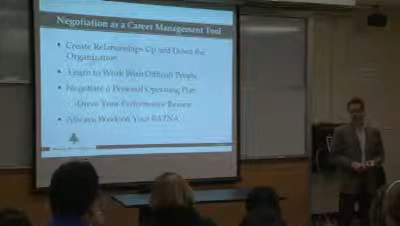 Negotiation as a Career Management Tool
• Create Relationships Up and Down the
Organization
• Learn to Work With Difficult People
• Negotiate a Personal Operating Plan
Your Performance Review
• Always Work on Your BATNA